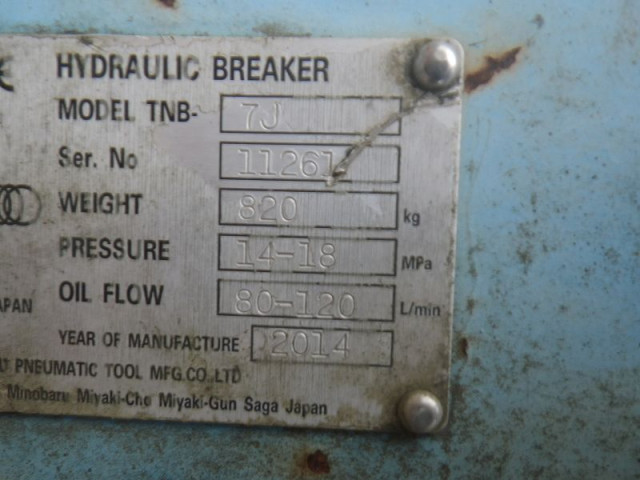 HYDRAULIC BREAKER
MODEL TNB- 7J
Ser. No 11261
WEIGHT 820 kg
PRESSURE 14-18 MPa
OIL FLOW 80-120 L/min
APAN
YEAR OF MANUFACTURE 2014
U PNEUMATIC TOOL MFG.CO.,LTD
Minobaru Miyaki-Cho Miyaki-Gun Saga Japan